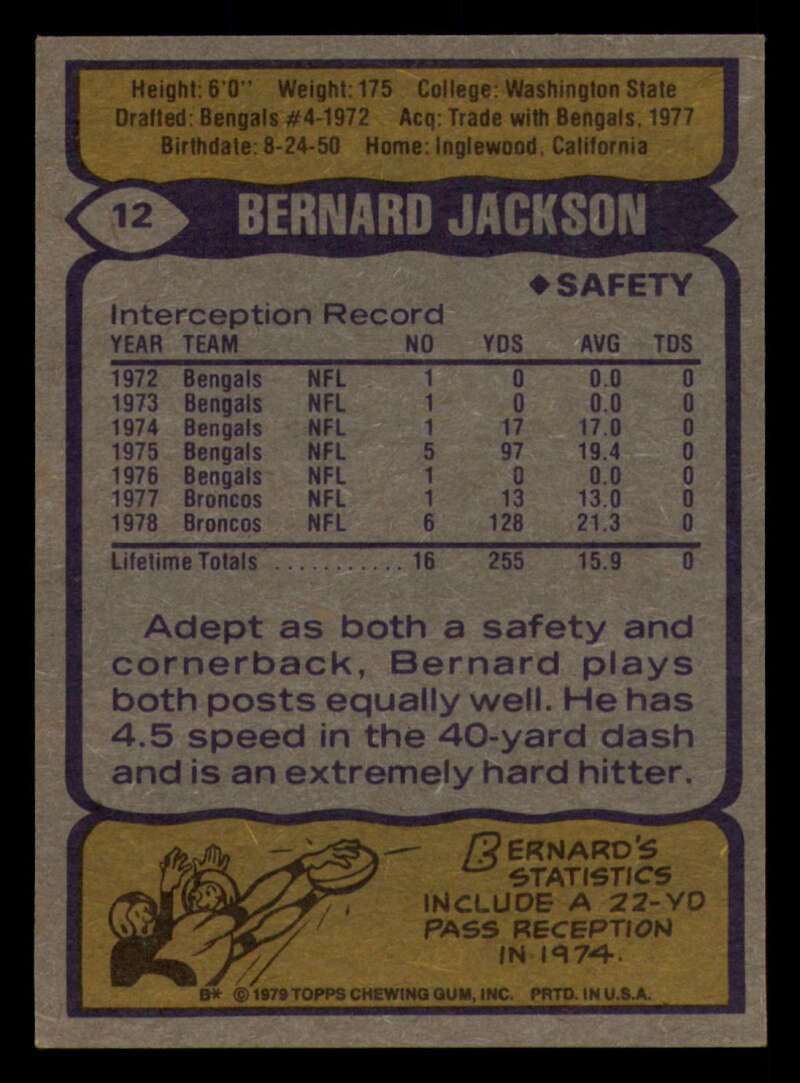 Height: 6'0" Weight: 175 College: Washington State
Drafted: Bengals #4-1972 Acq: Trade with Bengals, 1977
Birthdate: 8-24-50 Home: Inglewood, California
12 BERNARD JACKSON
◆SAFETY
Interception Record
YEAR TEAM NO YDS AVG TDS
1972 Bengals NFL 1 0 0.0 0
1973 Bengals NFL 1 0 0.0 0
1974 Bengals NFL 1 17 17.0 0
1975 Bengals NFL 5 97 19.4 0
1976 Bengals NFL 1 0 0.0 0
1977 Broncos NFL 1 13 13.0 0
1978 Broncos NFL 6 128 21.3 0
Lifetime Totals ........... 16 255 15.9 0
Adept as both a safety and
cornerback, Bernard plays
both posts equally well. He has
4.5 speed in the 40-yard dash
and is an extremely hard hitter.
BERNARD'S
STATISTICS
INCLUDE A 22-YD
PASS RECEPTION
IN 1974.
B* © 1979 TOPPS CHEWING GUM, INC. PRTD. IN U.S.A.